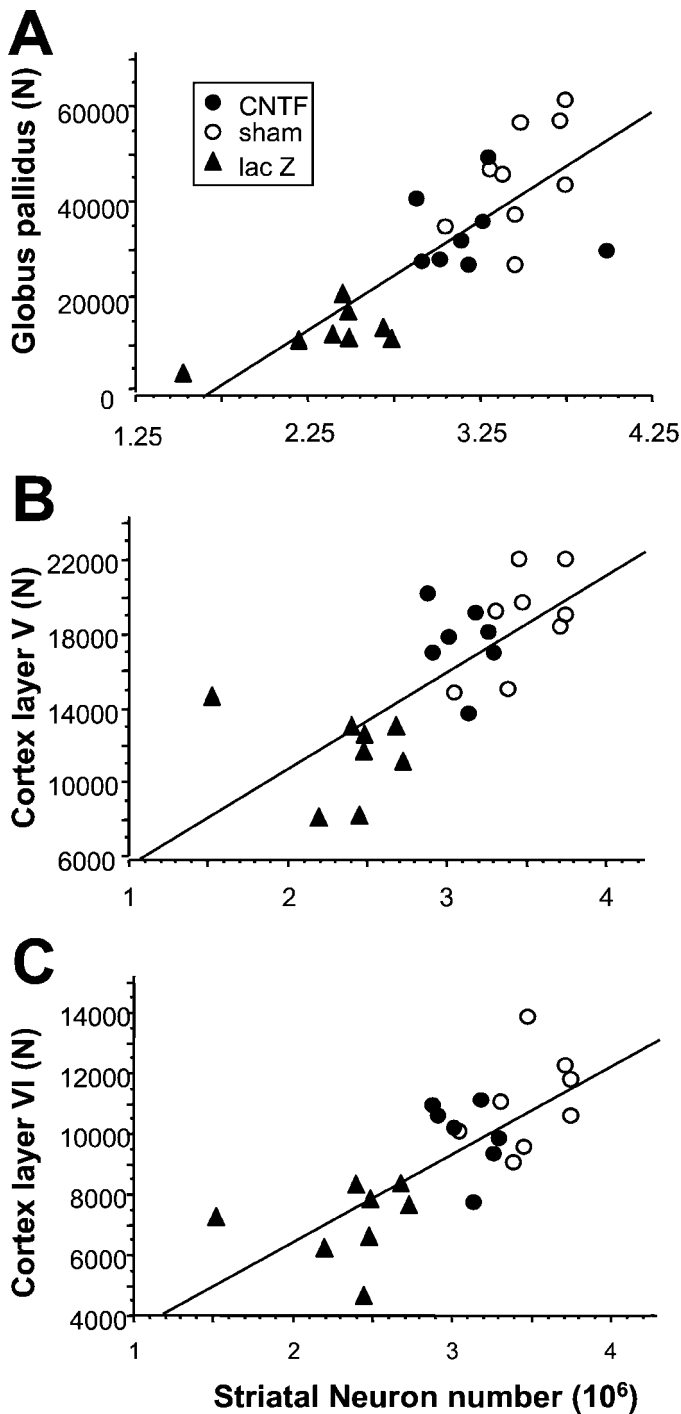 A
Globus pallidus (N)
60000
40000
20000
0
CNTF
sham
lac Z
1.25 2.25 3.25 4.25
B
Cortex layer V (N)
22000
18000
14000
10000
6000
1 2 3 4
C
Cortex layer VI (N)
14000
12000
10000
8000
6000
4000
1 2 3 4
Striatal Neuron number (10⁶)